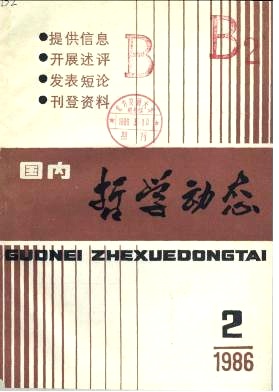 B2
●提供信息
●开展述评
●发表短论
●刊登资料
B
B2
国内
哲学动态
GUONEI ZHEXUEDONGTAI
2
1986